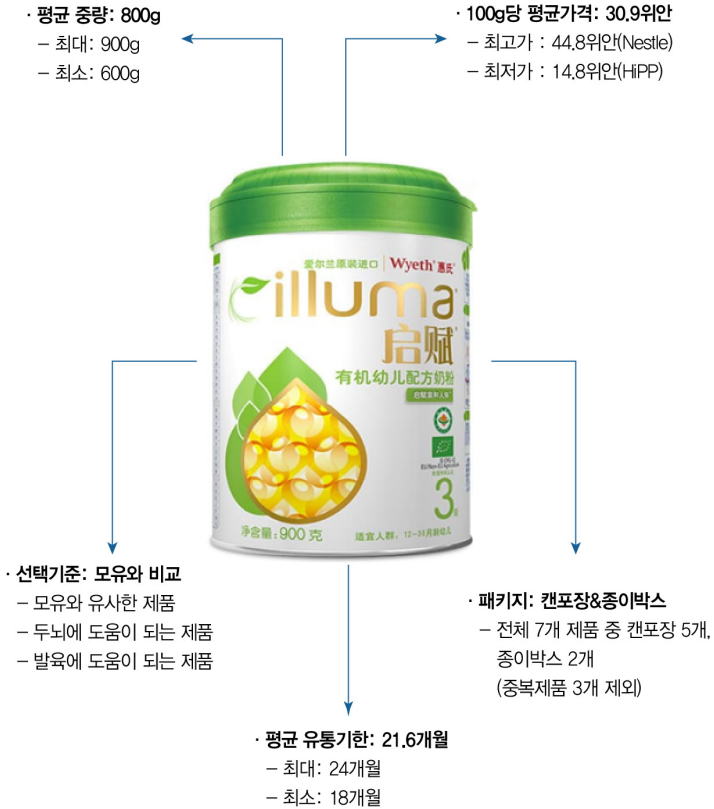 · 평균 중량: 800g
– 최대: 900g
– 최소: 600g
· 100g당 평균가격: 30.9위안
– 최고가 : 44.8위안(Nestle)
– 최저가 : 14.8위안(HiPP)
爱尔兰原装进口 | Wyeth 惠氏
illuma
启赋
有机幼儿配方奶粉
3
净含量:900克
适宜人群: 12-36月龄幼儿
· 선택기준: 모유와 비교
– 모유와 유사한 제품
– 두뇌에 도움이 되는 제품
– 발육에 도움이 되는 제품
· 패키지: 캔포장&종이박스
– 전체 7개 제품 중 캔포장 5개,
종이박스 2개
(중복제품 3개 제외)
· 평균 유통기한: 21.6개월
– 최대: 24개월
– 최소: 18개월